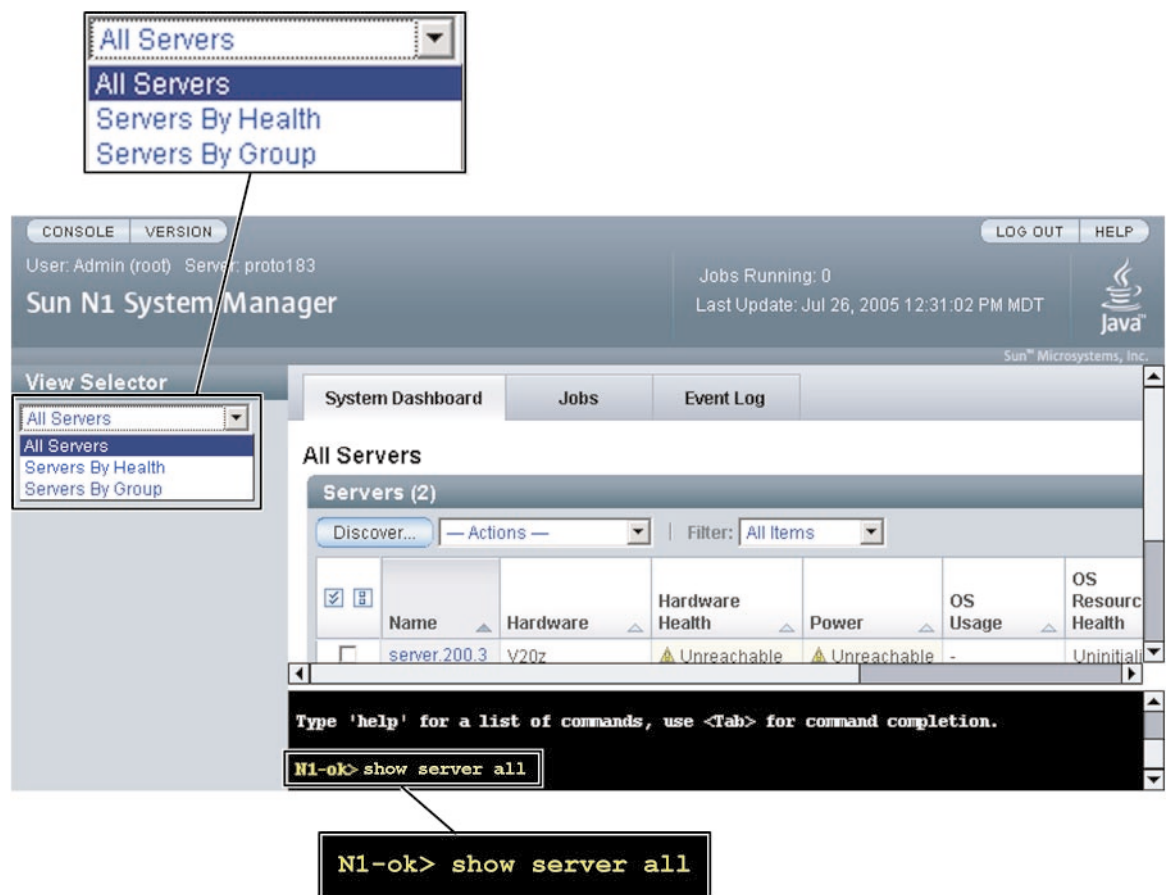 All Servers
All Servers
Servers By Health
Servers By Group
CONSOLE VERSION LOG OUT HELP
User: Admin (root) Server: proto183
Jobs Running: 0
Sun N1 System Manager
Last Update: Jul 26, 2005 12:31:02 PM MDT
Java™
Sun™ Microsystems, Inc.
View Selector
All Servers
All Servers
Servers By Health
Servers By Group
System Dashboard Jobs Event Log
All Servers
Servers (2)
Discover... — Actions — | Filter: All Items
Name Hardware Hardware Health Power OS Usage OS Resourc Health
server.200.3 V20z Unreachable Unreachable - Uninitiali
Type 'help' for a list of commands, use <Tab> for command completion.
N1-ok> show server all
N1-ok> show server all